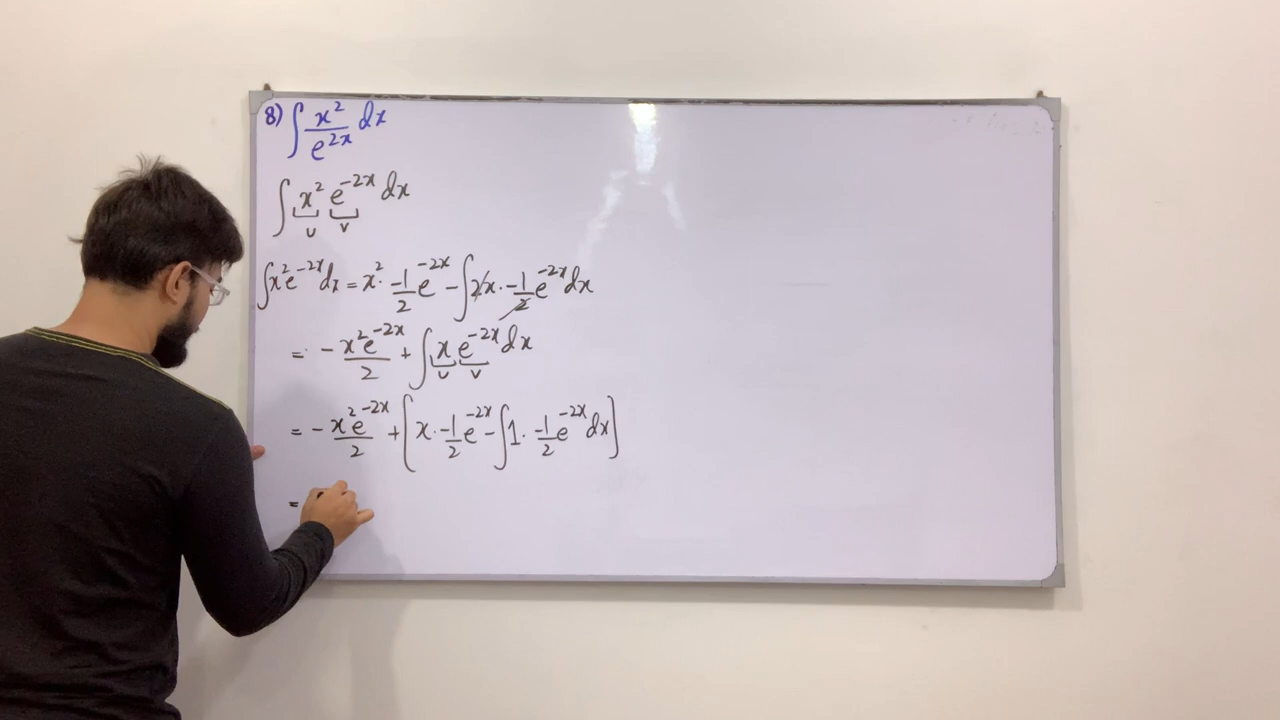 8) ∫ x²/e^{2x} dx
∫ x² e^{-2x} dx
u v
∫x²e^{-2x}dx = x² · -1/2 e^{-2x} - ∫2x · -1/2 e^{-2x} dx
= - x²e^{-2x}/2 + ∫ x e^{-2x} dx
u v
= - x²e^{-2x}/2 + [x · -1/2 e^{-2x} - ∫1 · -1/2 e^{-2x} dx]
=